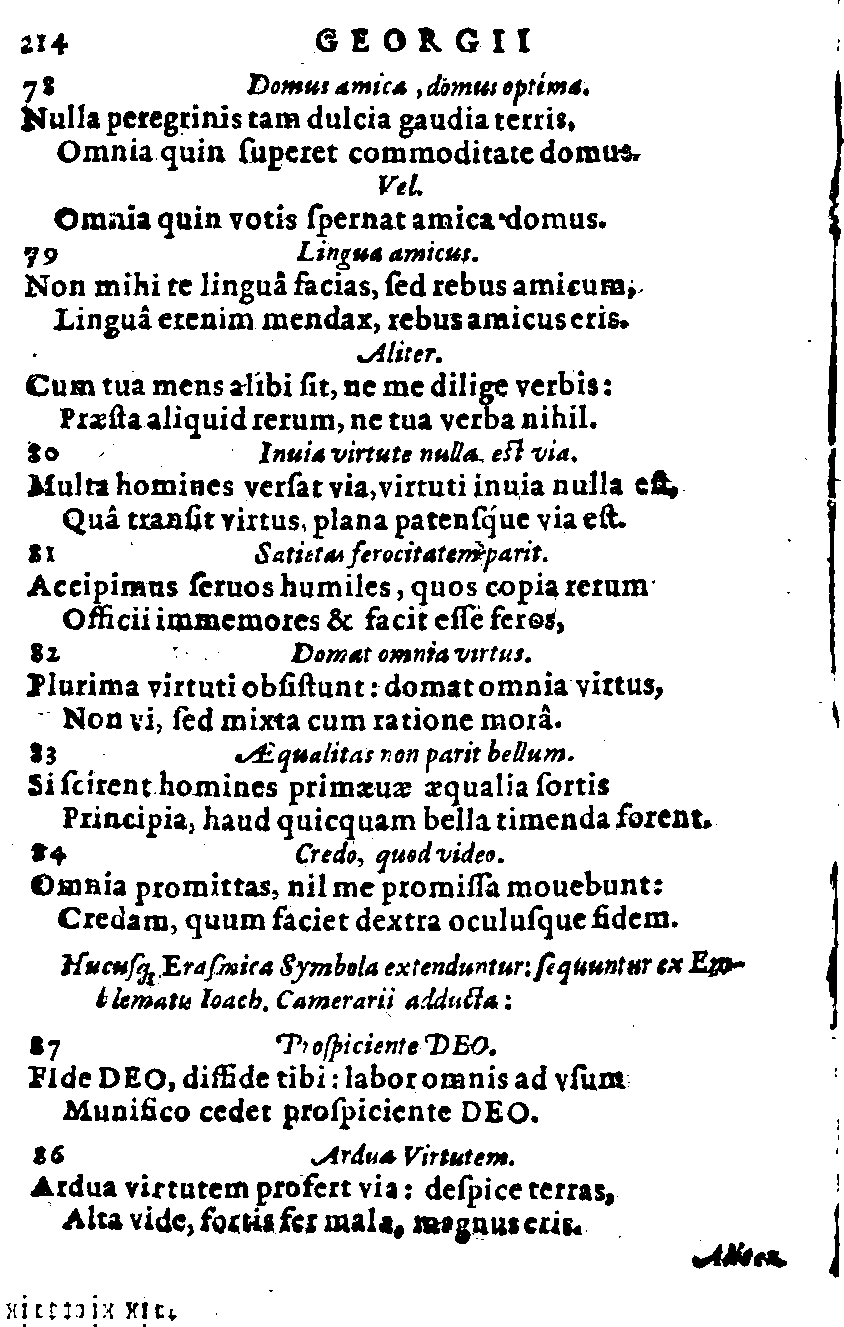 214 GEORGII
78 Domus amica, domus optima.
Nulla peregrinis tam dulcia gaudia terris,
Omnia quin ſuperet commoditate domus.
Vel.
Omnia quin votis ſpernat amica domus.
79 Lingua amicus.
Non mihi te linguâ facias, ſed rebus amicum,
Linguâ etenim mendax, rebus amicus eris.
Aliter.
Cum tua mens alibi ſit, ne me dilige verbis:
Præſta aliquid rerum, ne tua verba nihil.
80 Inuia virtute nulla eſt via.
Multa homines verſat via, virtuti inuia nulla eſt,
Quâ tranſit virtus, plana patenſq́ue via eſt.
81 Satietas ferocitatem parit.
Accipimus ſeruos humiles, quos copia rerum
Officii immemores & facit eſſe feros,
82 Domat omnia virtus.
Plurima virtuti obſiſtunt: domat omnia virtus,
Non vi, ſed mixta cum ratione morâ.
83 Æqualitas non parit bellum.
Si ſcirent homines primæuæ æqualia ſortis
Principia, haud quicquam bella timenda forent.
84 Credo, quod video.
Omnia promittas, nil me promiſſa mouebunt:
Credam, quum faciet dextra oculuſque fidem.
Hucuſq; Eraſmica Symbola extenduntur: ſequuntur ex Em-
blematis Ioach. Camerarii adducta:
87 Proſpiciente DEO.
FIde DEO, diffide tibi: labor omnis ad vſum
Munifico cedet proſpiciente DEO.
86 Ardua Virtutem.
Ardua virtutem profert via: deſpice terras,
Alta vide, fortis fer mala, magnus eris.